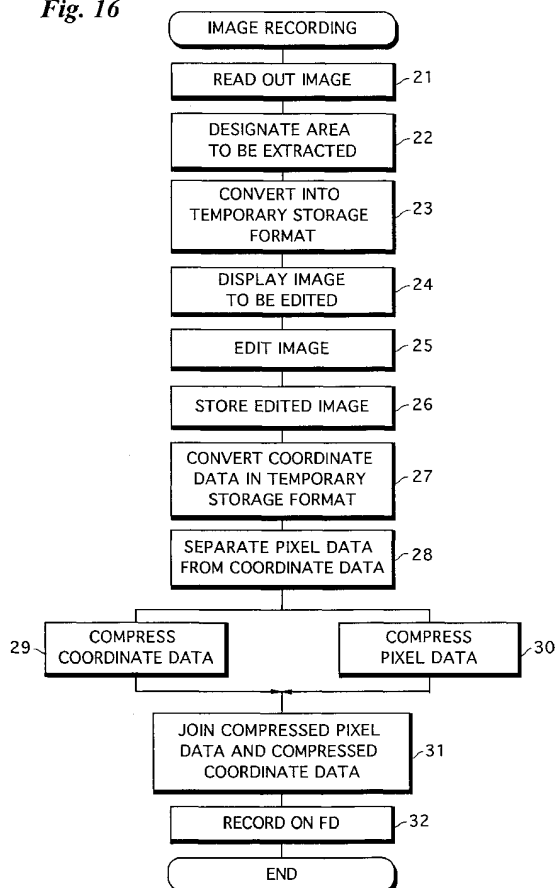 Fig. 16
IMAGE RECORDING
READ OUT IMAGE
21
DESIGNATE AREA
TO BE EXTRACTED
22
CONVERT INTO
TEMPORARY STORAGE
FORMAT
23
DISPLAY IMAGE
TO BE EDITED
24
EDIT IMAGE
25
STORE EDITED IMAGE
26
CONVERT COORDINATE
DATA IN TEMPORARY
STORAGE FORMAT
27
SEPARATE PIXEL DATA
FROM COORDINATE DATA
28
29
COMPRESS
COORDINATE DATA
COMPRESS
PIXEL DATA
30
JOIN COMPRESSED PIXEL
DATA AND COMPRESSED
COORDINATE DATA
31
RECORD ON FD
32
END